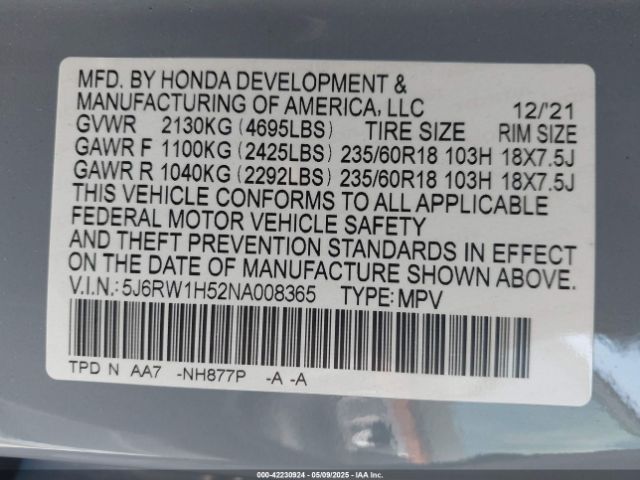 MFD. BY HONDA DEVELOPMENT &
MANUFACTURING OF AMERICA, LLC 12/'21
GVWR 2130KG (4695LBS) TIRE SIZE RIM SIZE
GAWR F 1100KG (2425LBS) 235/60R18 103H 18X7.5J
GAWR R 1040KG (2292LBS) 235/60R18 103H 18X7.5J
THIS VEHICLE CONFORMS TO ALL APPLICABLE
FEDERAL MOTOR VEHICLE SAFETY
AND THEFT PREVENTION STANDARDS IN EFFECT
ON THE DATE OF MANUFACTURE SHOWN ABOVE.
V.I.N.: 5J6RW1H52NA008365 TYPE: MPV
TPD N AA7 -NH877P -A -A
000-42230924 - 05/09/2025 - IAA Inc.